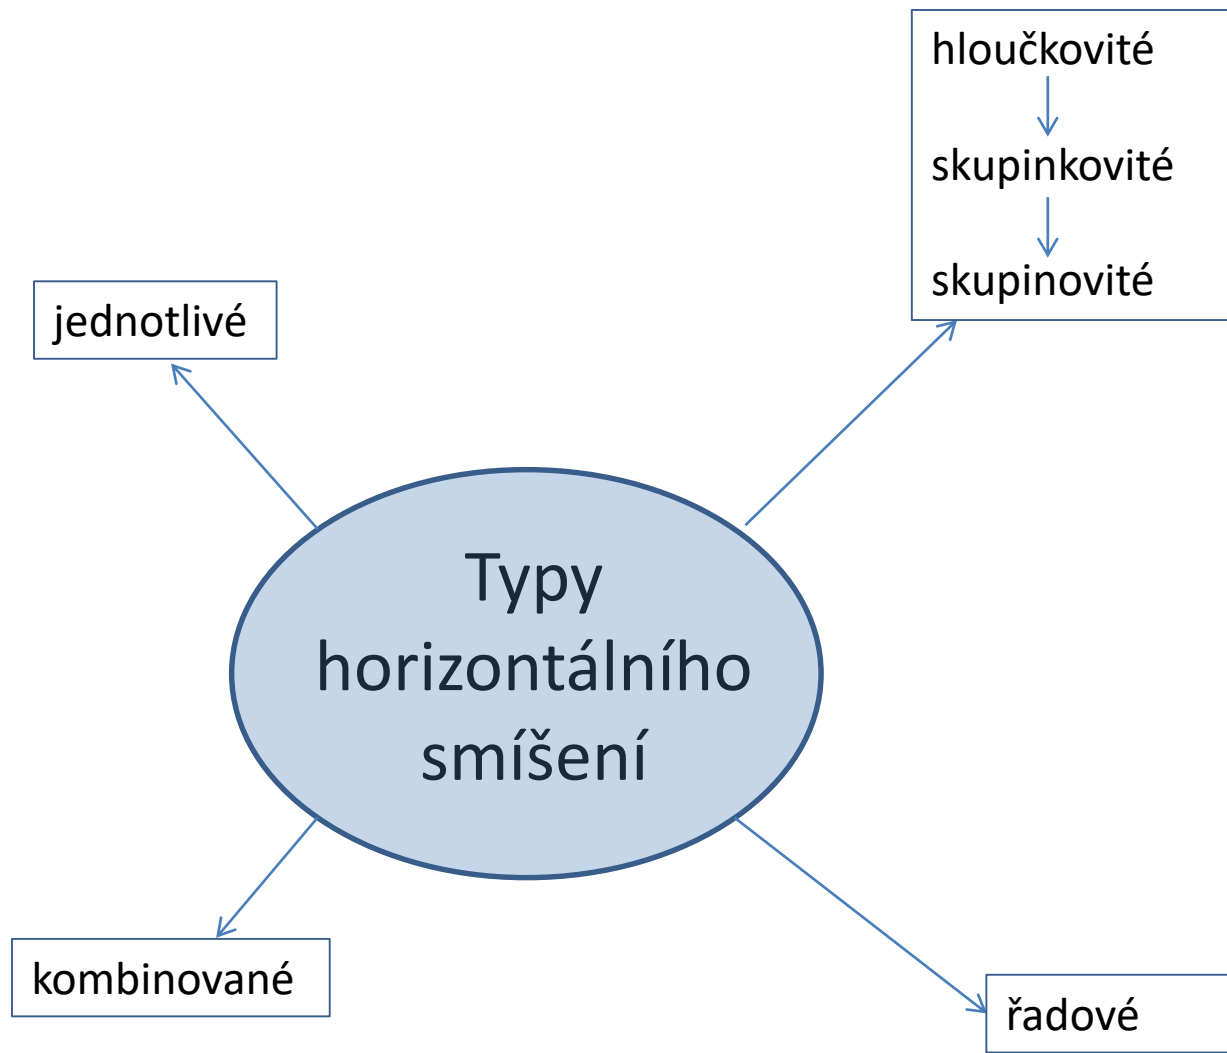 hloučkovité
skupinkovité
skupinovité
jednotlivé
Typy
horizontálního
smíšení
kombinované
řadové